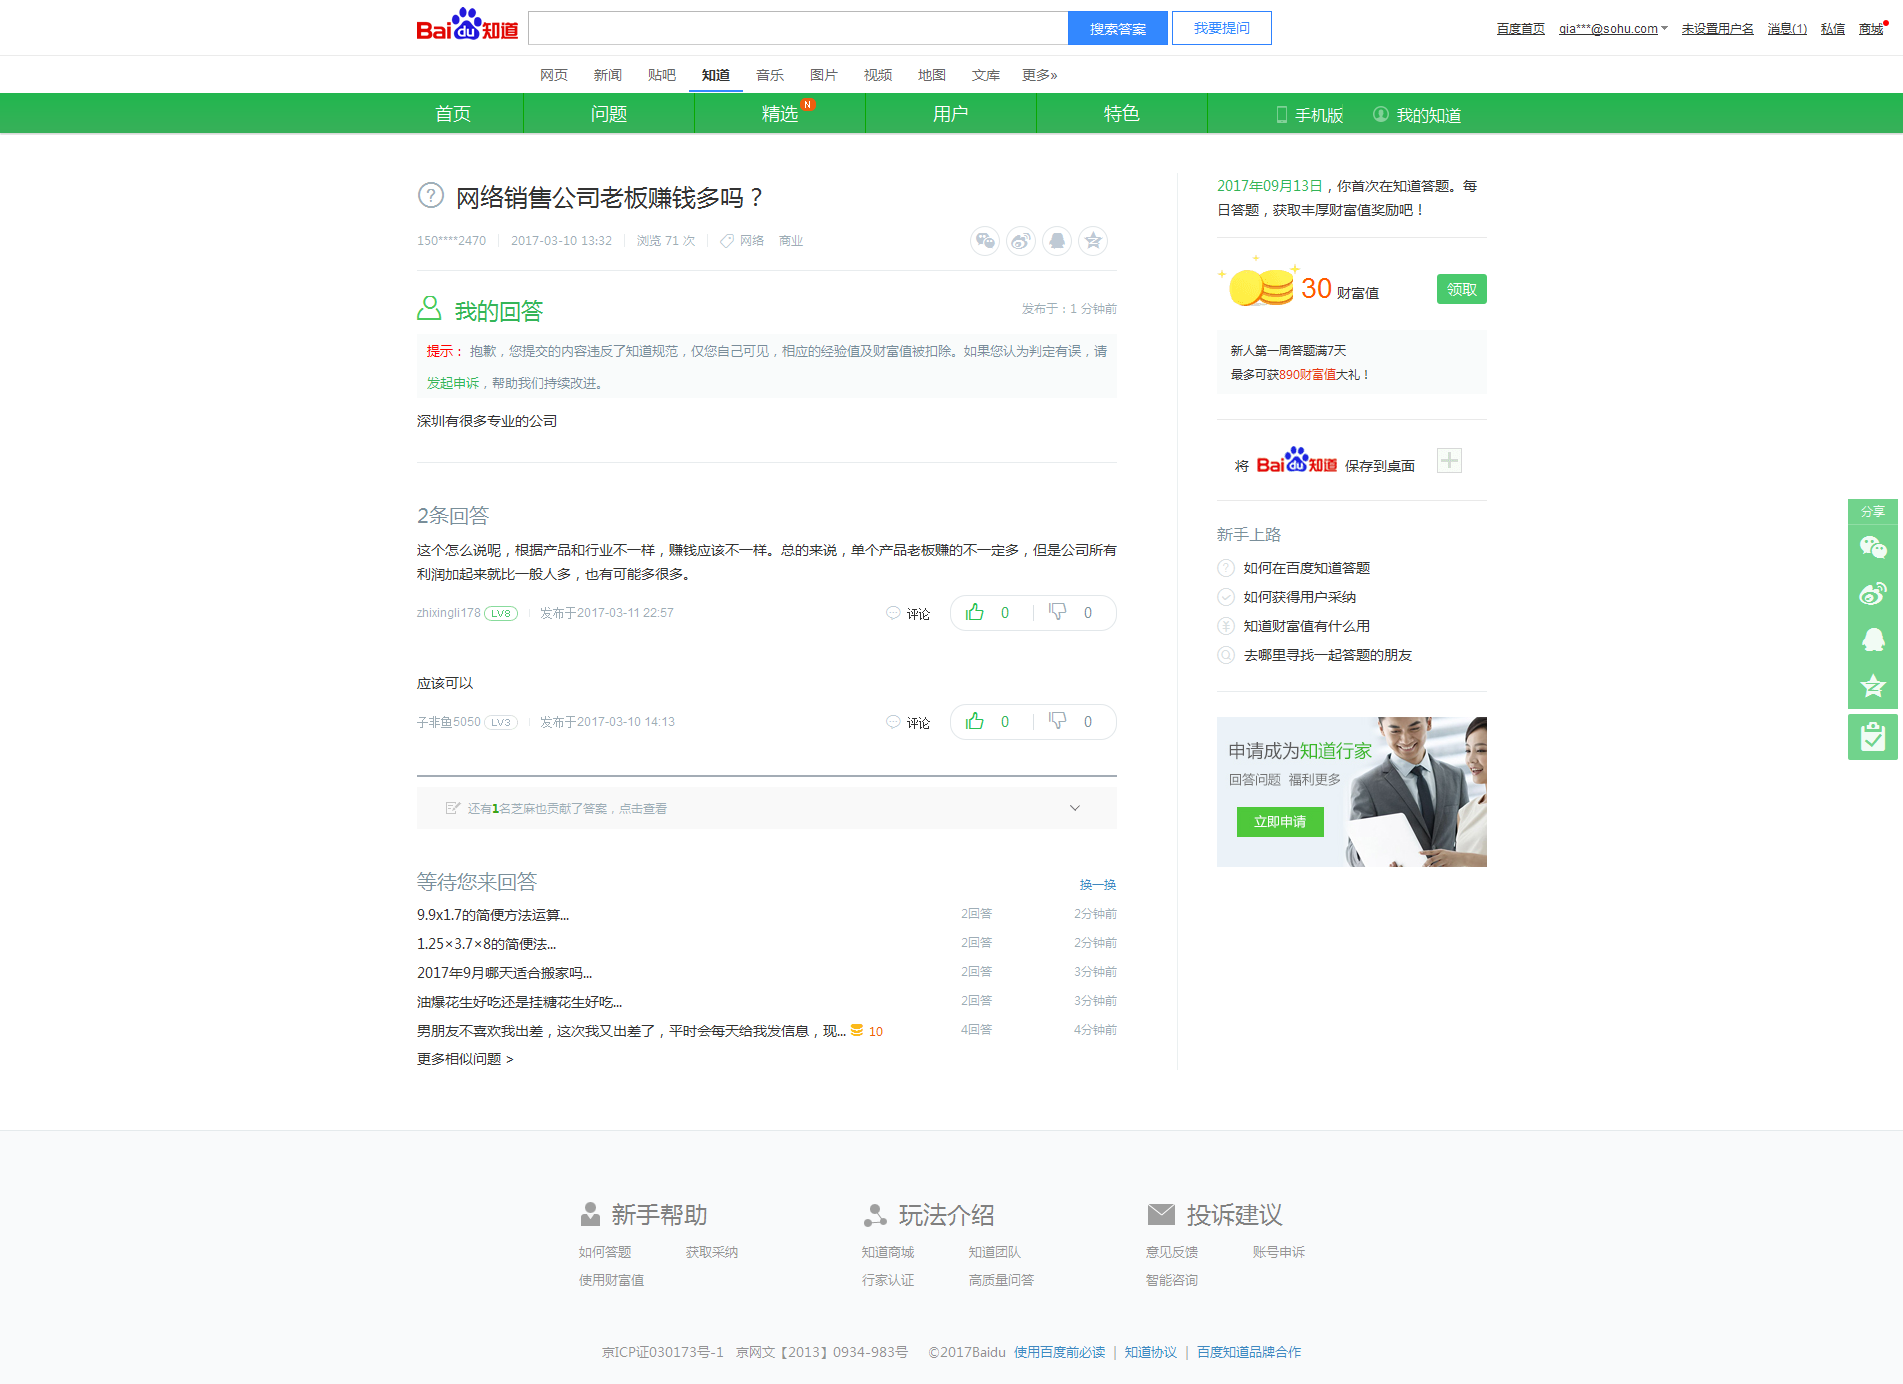 Baidu知道
搜索答案
我要提问
百度首页 qia***@sohu.com 未设置用户名 消息(1) 私信 商城
网页 新闻 贴吧 知道 音乐 图片 视频 地图 文库 更多»
首页 问题 精选 N 用户 特色 手机版 我的知道
网络销售公司老板赚钱多吗？
150****2470 2017-03-10 13:32 浏览 71 次 网络 商业
我的回答
发布于：1 分钟前
提示： 抱歉，您提交的内容违反了知道规范，仅您自己可见，相应的经验值及财富值被扣除。如果您认为判定有误，请
发起申诉，帮助我们持续改进。
深圳有很多专业的公司
2条回答
这个怎么说呢，根据产品和行业不一样，赚钱应该不一样。总的来说，单个产品老板赚的不一定多，但是公司所有
利润加起来就比一般人多，也有可能多很多。
zhixingli178 LV8 发布于2017-03-11 22:57 评论 0 0
应该可以
子非鱼5050 LV3 发布于2017-03-10 14:13 评论 0 0
还有1名芝麻也贡献了答案，点击查看
等待您来回答
换一换
9.9x1.7的简便方法运算... 2回答 2分钟前
1.25×3.7×8的简便法... 2回答 2分钟前
2017年9月哪天适合搬家吗... 2回答 3分钟前
油爆花生好吃还是挂糖花生好吃... 2回答 3分钟前
男朋友不喜欢我出差，这次我又出差了，平时会每天给我发信息，现... 10 4回答 4分钟前
更多相似问题 >
2017年09月13日，你首次在知道答题。每
日答题，获取丰厚财富值奖励吧！
30 财富值 领取
新人第一周答题满7天
最多可获890财富值大礼！
将 Baidu知道 保存到桌面
新手上路
如何在百度知道答题
如何获得用户采纳
知道财富值有什么用
去哪里寻找一起答题的朋友
申请成为知道行家
回答问题 福利更多
立即申请
分享
新手帮助 玩法介绍 投诉建议
如何答题 获取采纳 知道商城 知道团队 意见反馈 账号申诉
使用财富值 行家认证 高质量问答 智能咨询
京ICP证030173号-1 京网文【2013】0934-983号 ©2017Baidu 使用百度前必读 | 知道协议 | 百度知道品牌合作